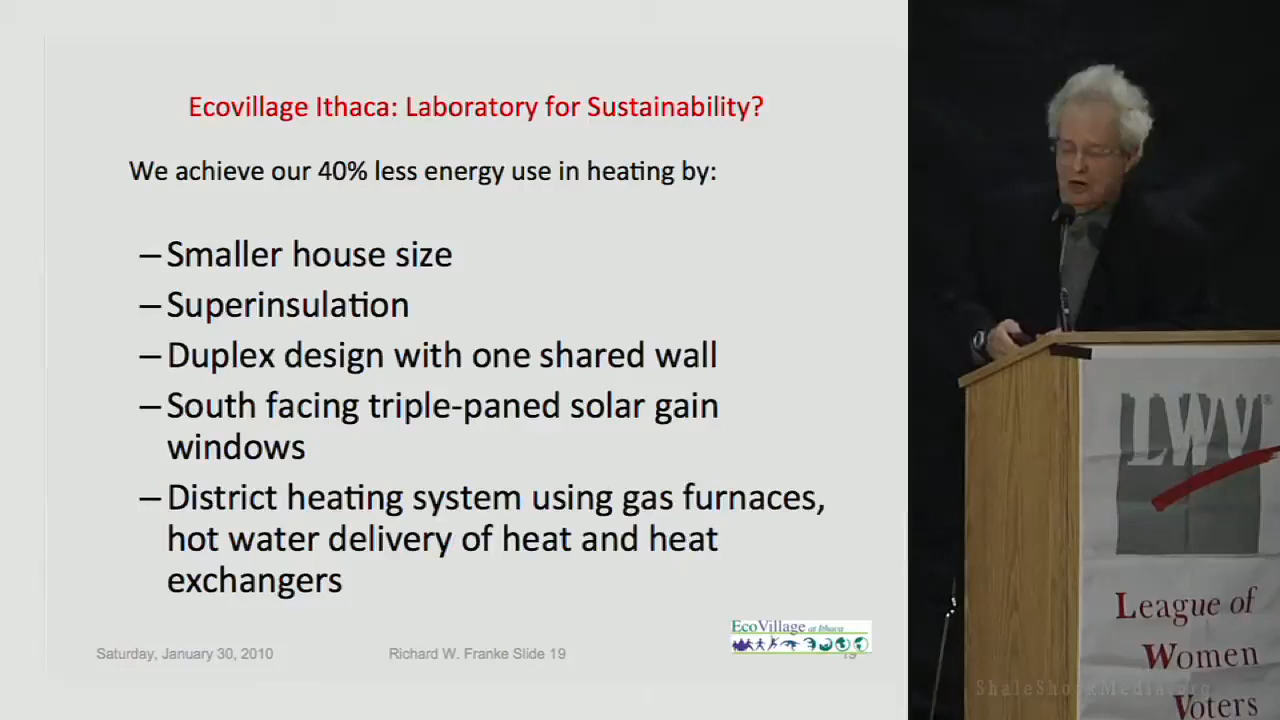 Ecovillage Ithaca: Laboratory for Sustainability?
We achieve our 40% less energy use in heating by:
– Smaller house size
– Superinsulation
– Duplex design with one shared wall
– South facing triple-paned solar gain
windows
– District heating system using gas furnaces,
hot water delivery of heat and heat
exchangers
EcoVillage at Ithaca
Saturday, January 30, 2010
Richard W. Franke Slide 19
19
LWV®
League of
Women
Voters
ShaleShockMedia.org